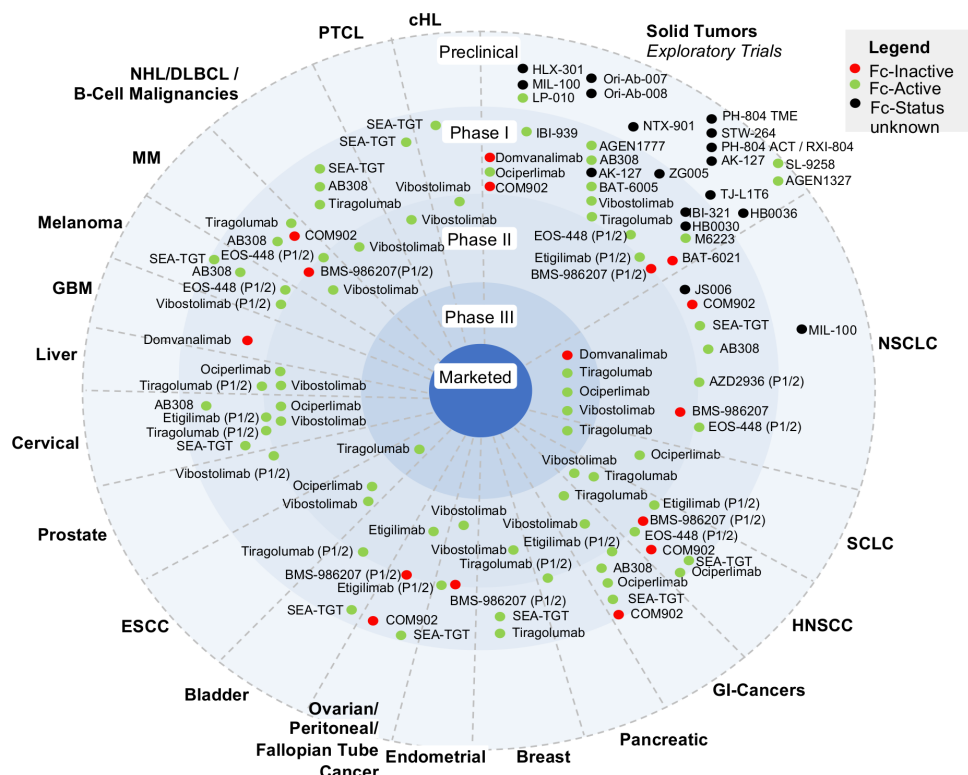 cHL
PTCL
Solid Tumors
Exploratory Trials
NHL/DLBCL /
B-Cell Malignancies
MM
Melanoma
GBM
Liver
Cervical
Prostate
ESCC
Bladder
Ovarian/
Peritoneal/
Fallopian Tube
Cancer
Endometrial
Breast
Pancreatic
GI-Cancers
HNSCC
SCLC
NSCLC
Legend
Fc-Inactive
Fc-Active
Fc-Status
unknown
Preclinical
Phase I
Phase II
Phase III
Marketed
HLX-301
MIL-100
LP-010
Ori-Ab-007
Ori-Ab-008
IBI-939
NTX-901
PH-804 TME
STW-264
PH-804 ACT / RXI-804
AK-127
SL-9258
AGEN1327
Domvanalimab
Ociperlimab
COM902
AGEN1777
AB308
AK-127
BAT-6005
Vibostolimab
Tiragolumab
ZG005
TJ-L1T6
IBI-321
HB0036
HB0030
M6223
EOS-448 (P1/2)
Etigilimab (P1/2)
BMS-986207 (P1/2)
BAT-6021
JS006
COM902
SEA-TGT
MIL-100
AB308
Domvanalimab
Tiragolumab
AZD2936 (P1/2)
Ociperlimab
Vibostolimab
BMS-986207
Tiragolumab
EOS-448 (P1/2)
Ociperlimab
Vibostolimab
Tiragolumab
Tiragolumab
Etigilimab (P1/2)
BMS-986207 (P1/2)
EOS-448 (P1/2)
COM902
SEA-TGT
Ociperlimab
Vibostolimab
Etigilimab (P1/2)
AB308
Ociperlimab
SEA-TGT
COM902
Vibostolimab
Vibostolimab
Tiragolumab (P1/2)
BMS-986207 (P1/2)
SEA-TGT
Tiragolumab
Etigilimab
BMS-986207 (P1/2)
Etigilimab (P1/2)
COM902
SEA-TGT
Tiragolumab (P1/2)
SEA-TGT
Tiragolumab
Ociperlimab
Vibostolimab
Ociperlimab
Tiragolumab (P1/2)
Vibostolimab
AB308
Ociperlimab
Etigilimab (P1/2)
Vibostolimab
Tiragolumab (P1/2)
SEA-TGT
Vibostolimab (P1/2)
Domvanalimab
SEA-TGT
AB308
EOS-448 (P1/2)
Vibostolimab (P1/2)
Tiragolumab
COM902
AB308
EOS-448 (P1/2)
BMS-986207(P1/2)
Vibostolimab
SEA-TGT
AB308
Tiragolumab
Vibostolimab
SEA-TGT
SEA-TGT
Vibostolimab
Vibostolimab